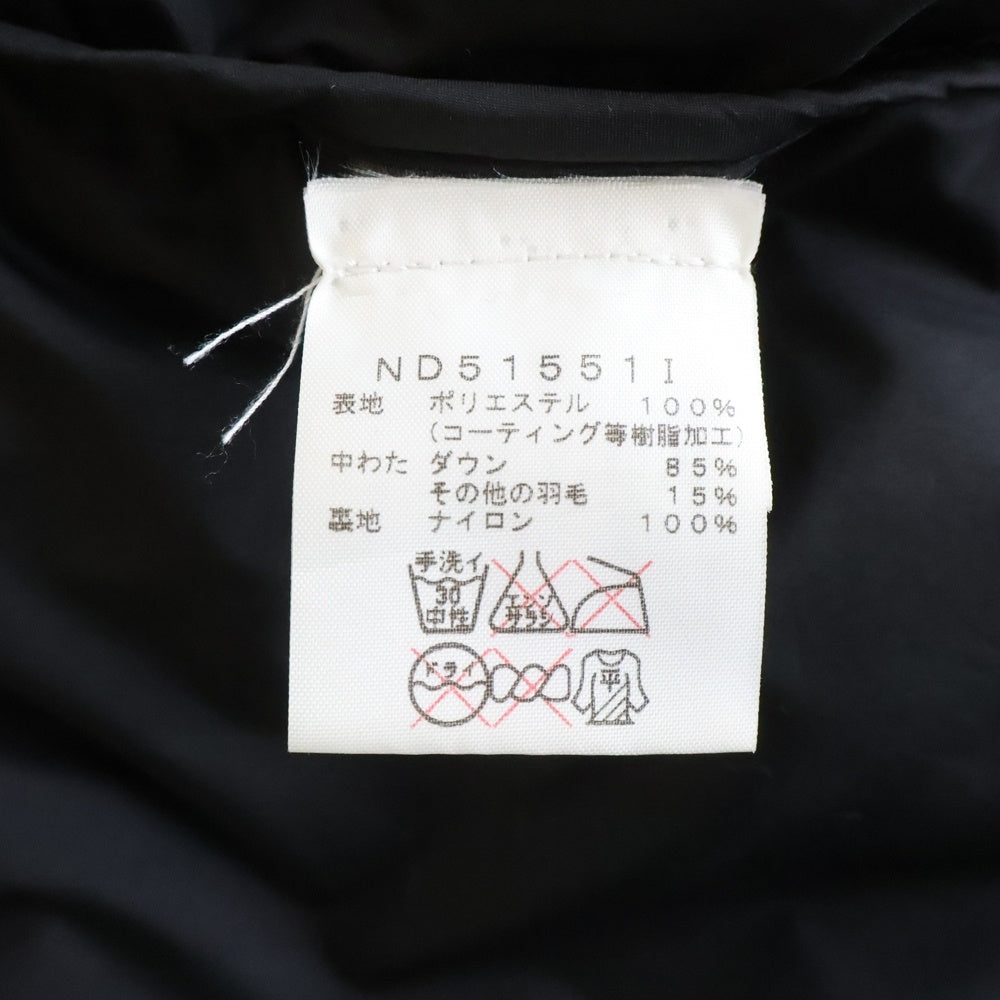 ND51551I
表地 ポリエステル 100%
(コーティング等樹脂加工)
中わた ダウン 85%
その他の羽毛 15%
裏地 ナイロン 100%
手洗イ
30
中性
エンソ
サラシ
ドライ
平